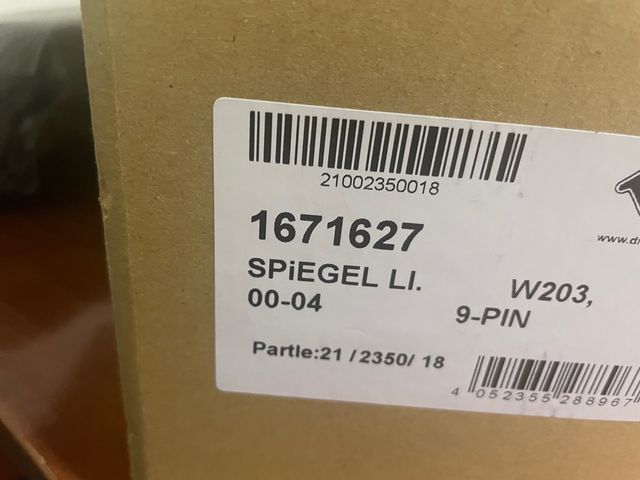 21002350018
1671627
SPiEGEL LI. W203,
00-04 9-PIN
Partie:21 /2350/ 18
4 052355 288967